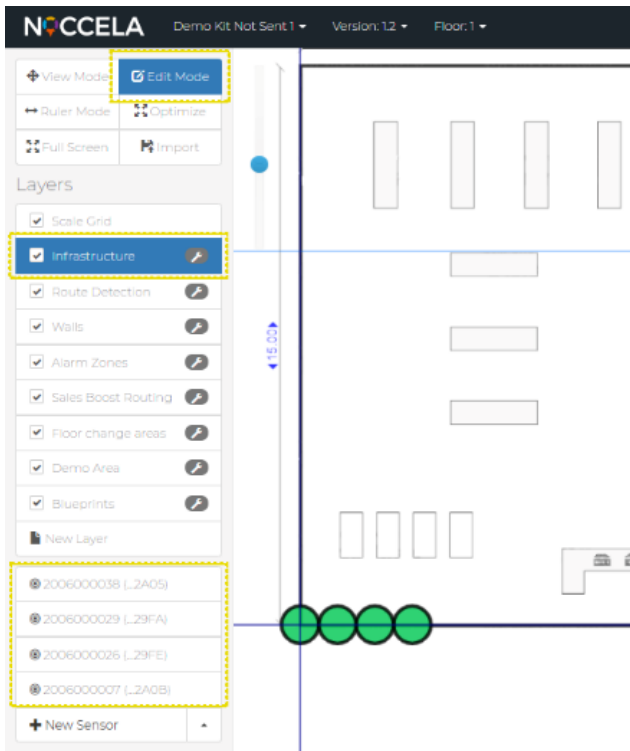 NOCCELA Demo Kit Not Sent 1 Version: 1.2 Floor: 1
View Mode Edit Mode
Ruler Mode Optimize
Full Screen Import
Layers
Scale Grid
Infrastructure
Route Detection
Walls
Alarm Zones
Sales Boost Routing
Floor change areas
Demo Area
Blueprints
New Layer
2006000038 (...2A05)
2006000029 (...29FA)
2006000026 (...29FE)
2006000007 (...2A0B)
New Sensor
15.00